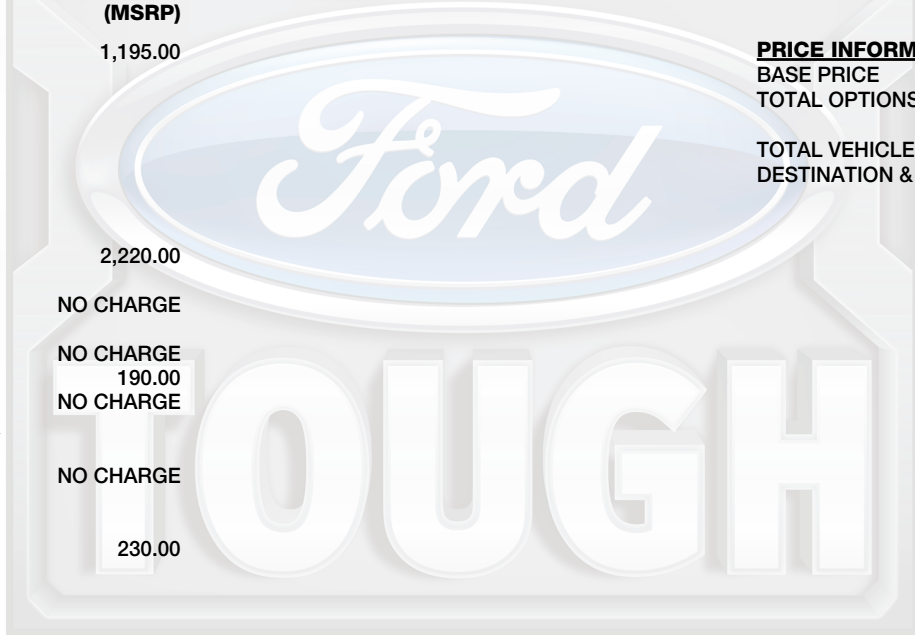 (MSRP)
1,195.00
2,220.00
NO CHARGE
NO CHARGE
190.00
NO CHARGE
NO CHARGE
230.00
PRICE INFORM
BASE PRICE
TOTAL OPTIONS
TOTAL VEHICLE
DESTINATION &
Ford
TOUGH